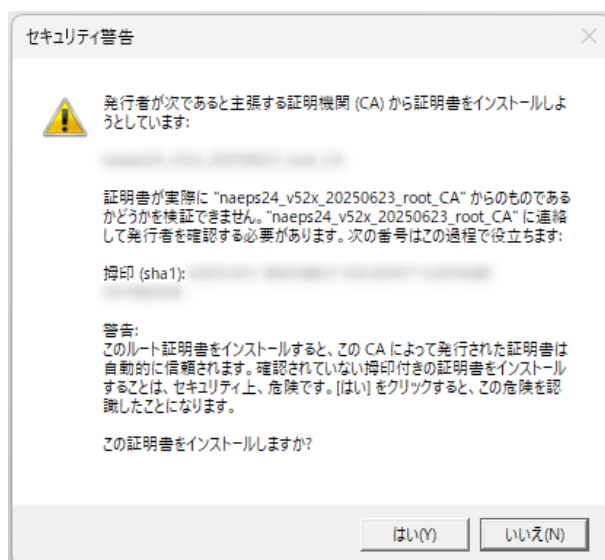 セキュリティ警告
発行者が次であると主張する証明機関 (CA) から証明書をインストールしよ
うとしています:
証明書が実際に "naeps24_v52x_20250623_root_CA" からのものである
かどうかを検証できません。"naeps24_v52x_20250623_root_CA" に連絡
して発行者を確認する必要があります。次の番号はこの過程で役立ちます:
拇印 (sha1):
警告:
このルート証明書をインストールすると、この CA によって発行された証明書は
自動的に信頼されます。確認されていない拇印付きの証明書をインストール
することは、セキュリティ上、危険です。[はい] をクリックすると、この危険を認
識したことになります。
この証明書をインストールしますか?
はい(Y)
いいえ(N)